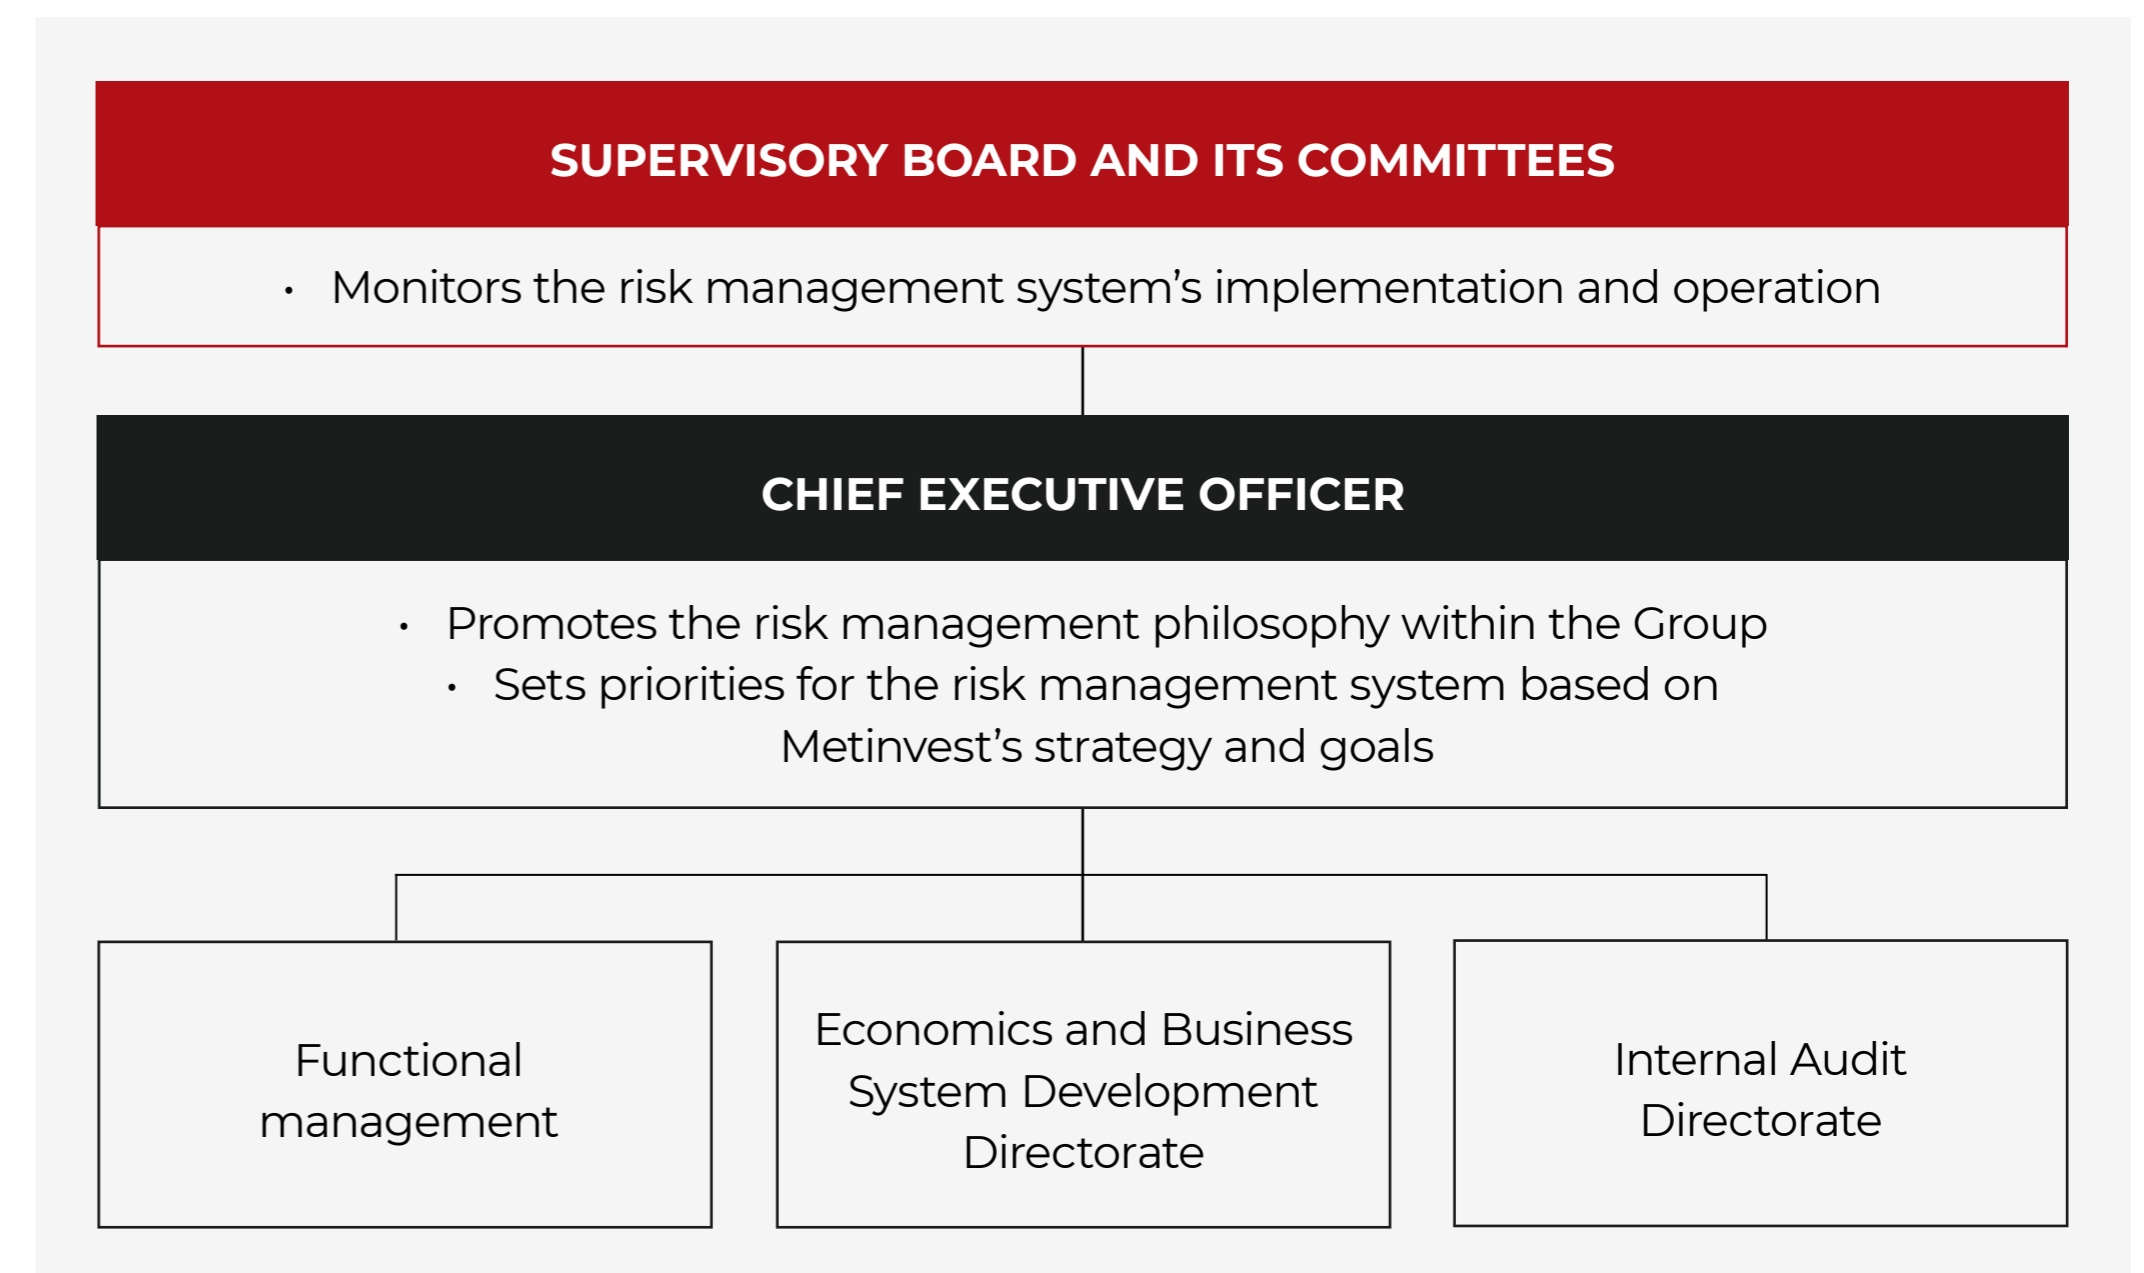 SUPERVISORY BOARD AND ITS COMMITTEES
• Monitors the risk management system’s implementation and operation
CHIEF EXECUTIVE OFFICER
• Promotes the risk management philosophy within the Group
• Sets priorities for the risk management system based on
Metinvest’s strategy and goals
Functional
management
Economics and Business
System Development
Directorate
Internal Audit
Directorate